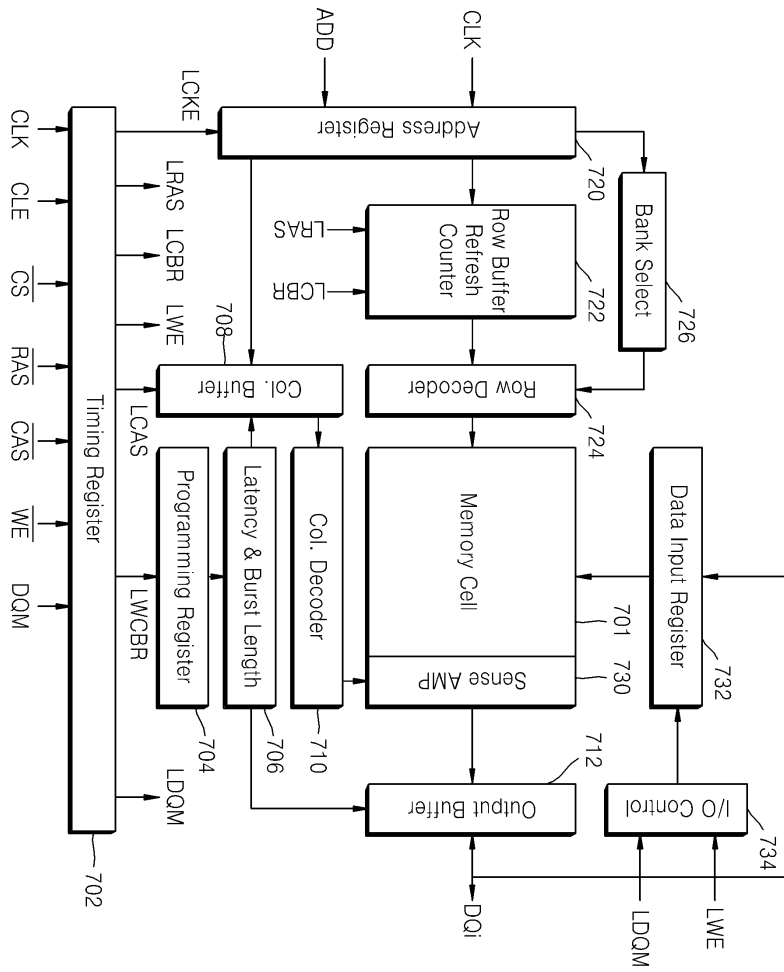 CLK
ADD
LCKE
Address Register
720
Bank Select
726
LRAS
LCBR
Row Buffer
Refresh
Counter
722
Row Decoder
724
Col. Buffer
708
Memory Cell
701
Sense AMP
730
Col. Decoder
710
Latency & Burst Length
706
Programming Register
704
Data Input Register
732
I/O Control
734
LWE
LDQM
Output Buffer
712
DQi
LRAS
LCBR
LWE
LCAS
LWCBR
LDQM
Timing Register
702
CLK
CLE
CS
RAS
CAS
WE
DQM